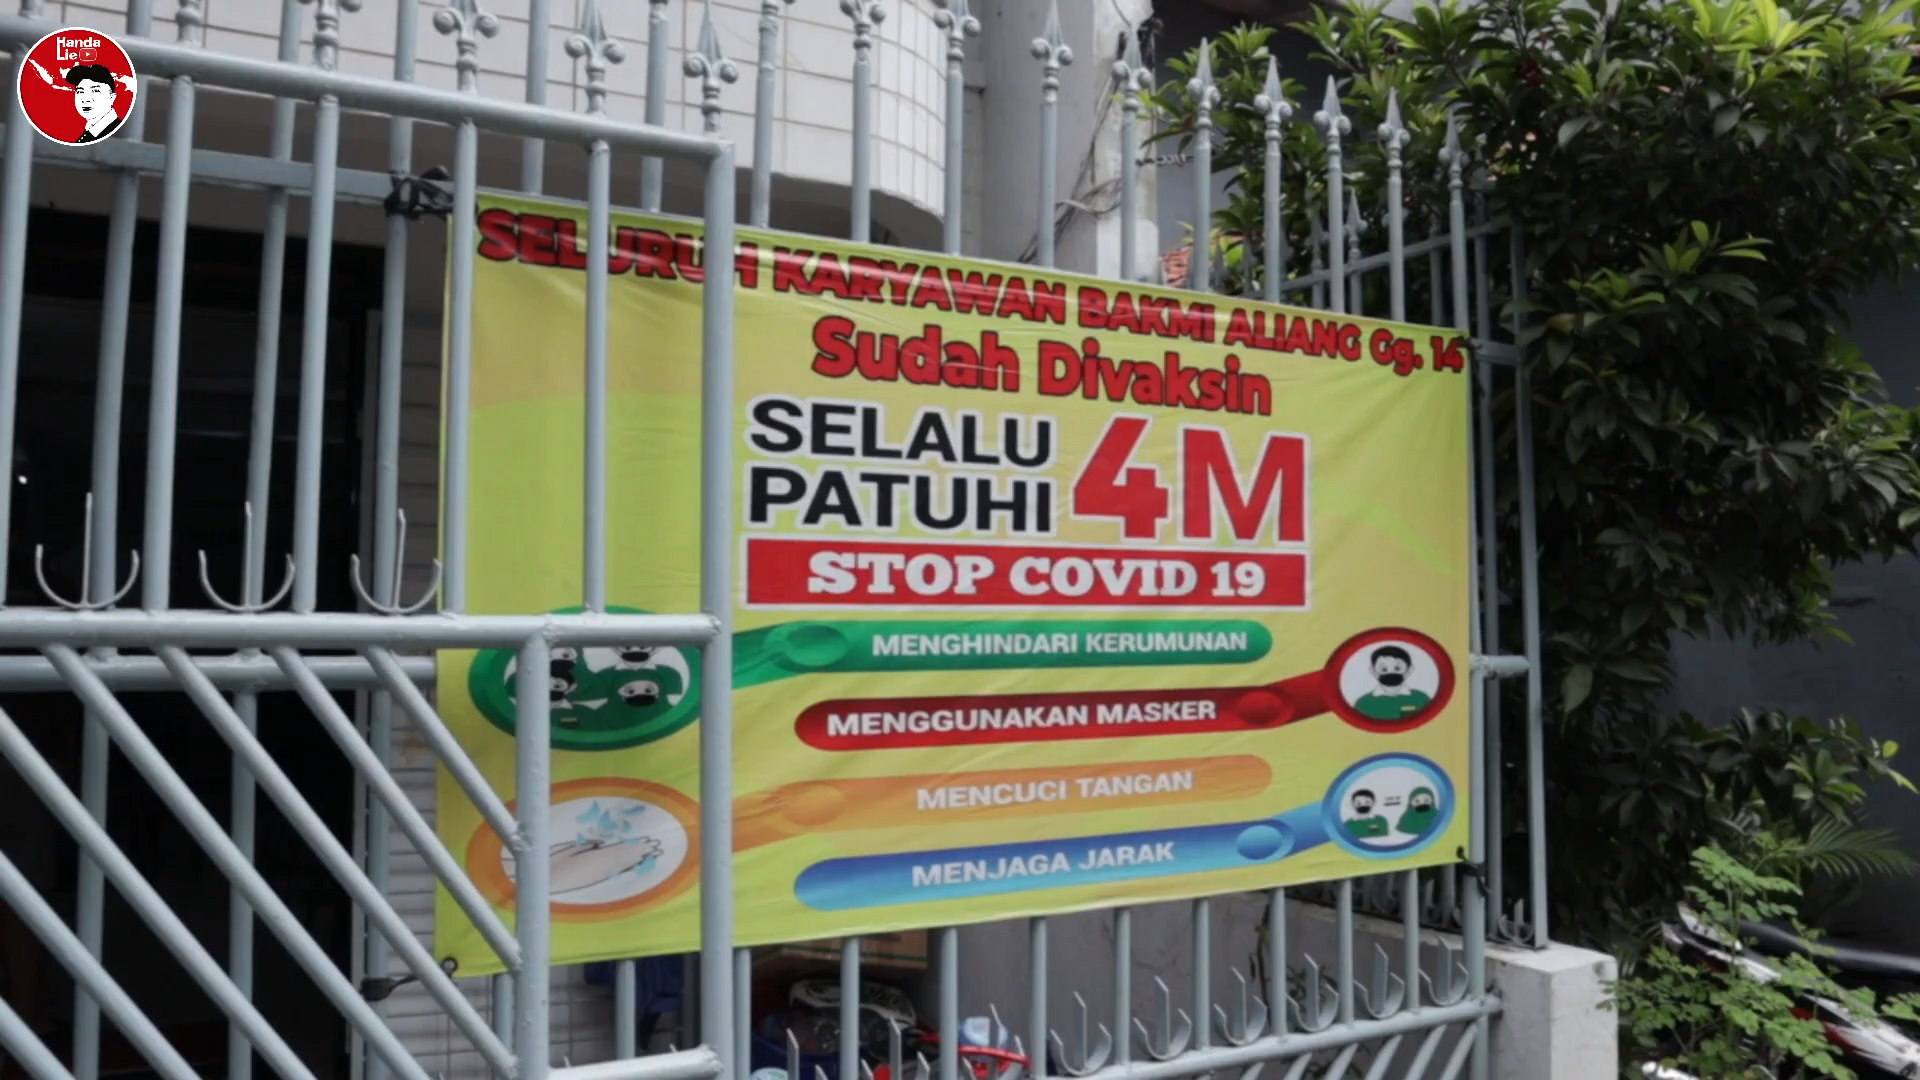 Handa
Lie
SELURUH KARYAWAN BAKMI ALIANG Gg. 14
Sudah Divaksin
SELALU
PATUHI
4M
STOP COVID 19
MENGHINDARI KERUMUNAN
MENGGUNAKAN MASKER
MENCUCI TANGAN
MENJAGA JARAK